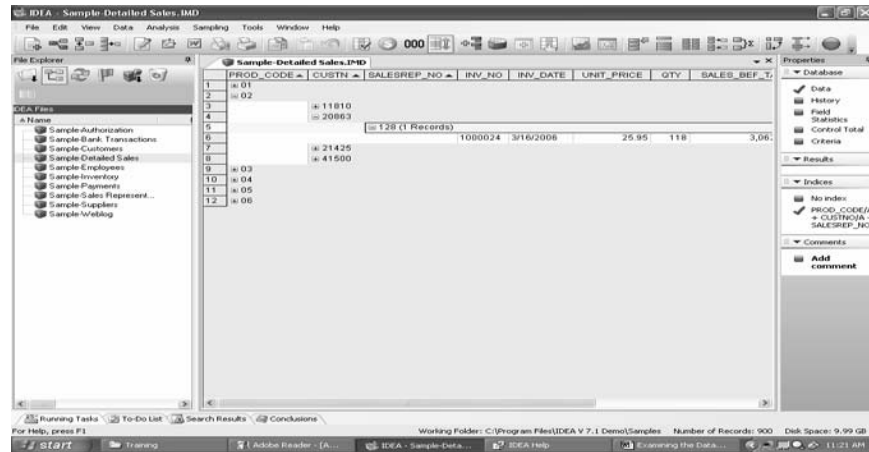 IDEA - Sample-Detailed Sales.IMD
File Edit View Data Analysis Sampling Tools Window Help
000
File Explorer
Sample-Detailed Sales.IMD
Properties
PROD_CODE CUSTN SALESREP_NO INV_NO INV_DATE UNIT_PRICE QTY SALES_BEF_T
Database
1 01
2 02
3 11810
4 20863
5 128 (1 Records)
6 1000024 3/16/2006 25.95 118 3,06
7 21425
8 41500
9 03
10 04
11 05
12 06
IDEA Files
Name
Sample-Authorization
Sample-Bank Transactions
Sample-Customers
Sample-Detailed Sales
Sample-Employees
Sample-Inventory
Sample-Payments
Sample-Sales Represent...
Sample-Suppliers
Sample-Weblog
Data
History
Field
Statistics
Control Total
Criteria
Results
Indices
No index
PROD_CODE/A
+ CUSTNO/A +
SALESREP_NO
Comments
Add
comment
Running Tasks To-Do List Search Results Conclusions
For Help, press F1 Working Folder: C:\Program Files\IDEA V 7.1 Demo\Samples Number of Records: 900 Disk Space: 9.99 GB
start Training Adobe Reader - [A... IDEA - Sample-Deta... IDEA Help Examining the Data... 11:21 AM